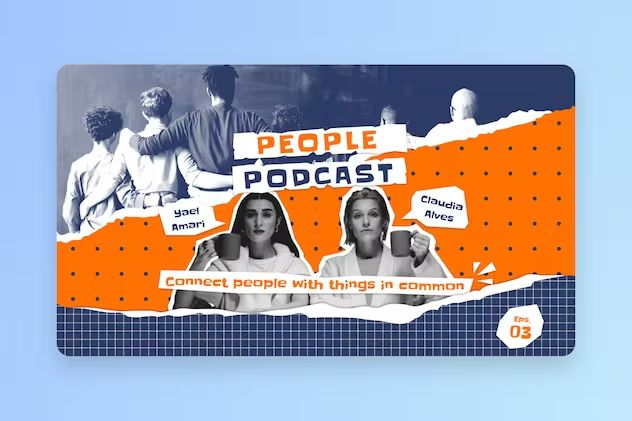 PEOPLE
PODCAST
Yael
Amari
Claudia
Alves
Connect people with things in common
Eps.
03